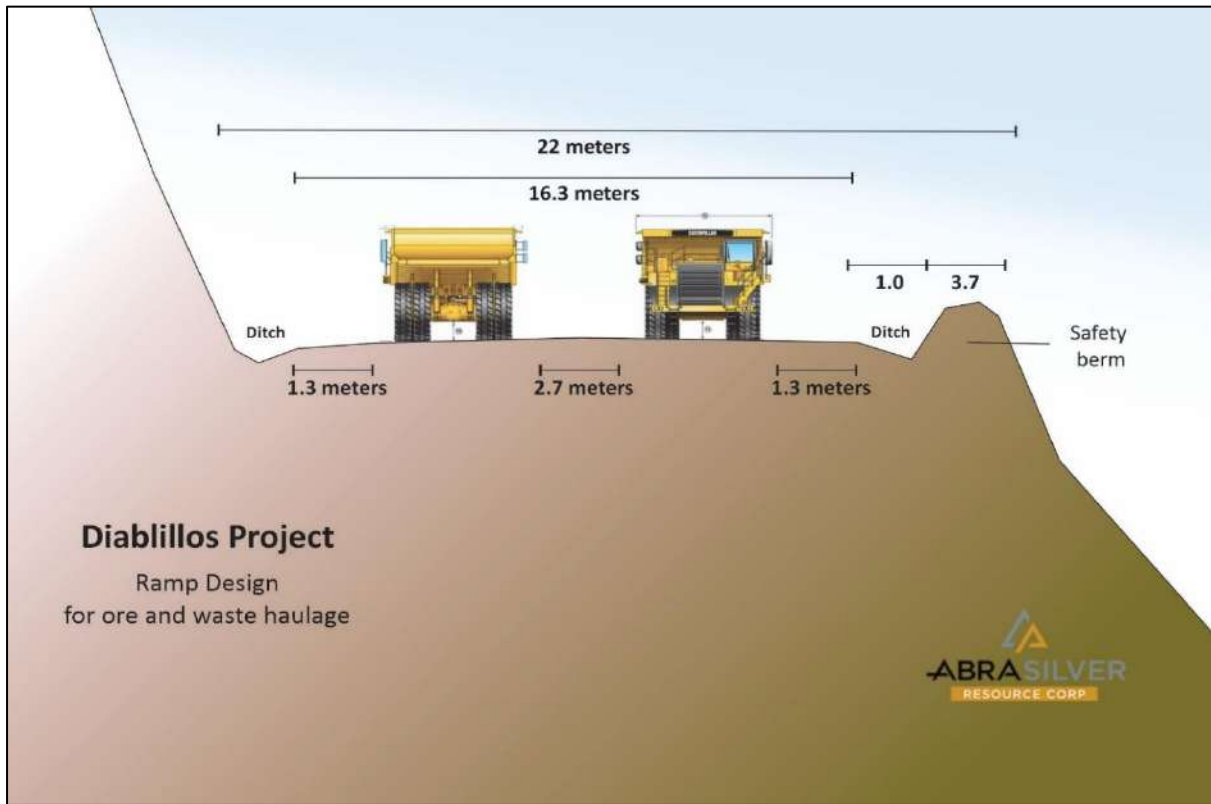 22 meters
16.3 meters
CATERPILLAR
1.0 3.7
Ditch
Ditch
Safety
berm
1.3 meters 2.7 meters 1.3 meters
Diablillos Project
Ramp Design
for ore and waste haulage
ABRASILVER
RESOURCE CORP